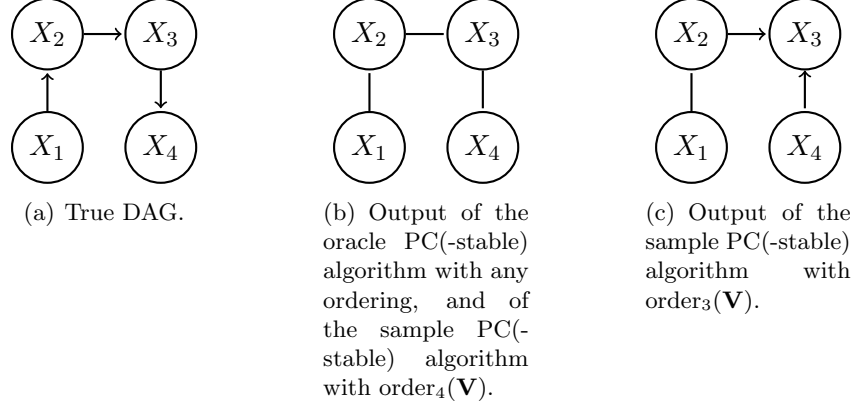 X₂ X₃
X₁ X₄
(a) True DAG.
X₂ X₃
X₁ X₄
(b) Output of the
oracle PC(-stable)
algorithm with any
ordering, and of
the sample PC(-
stable) algorithm
with order₄(V).
X₂ X₃
X₁ X₄
(c) Output of the
sample PC(-stable)
algorithm with
order₃(V).